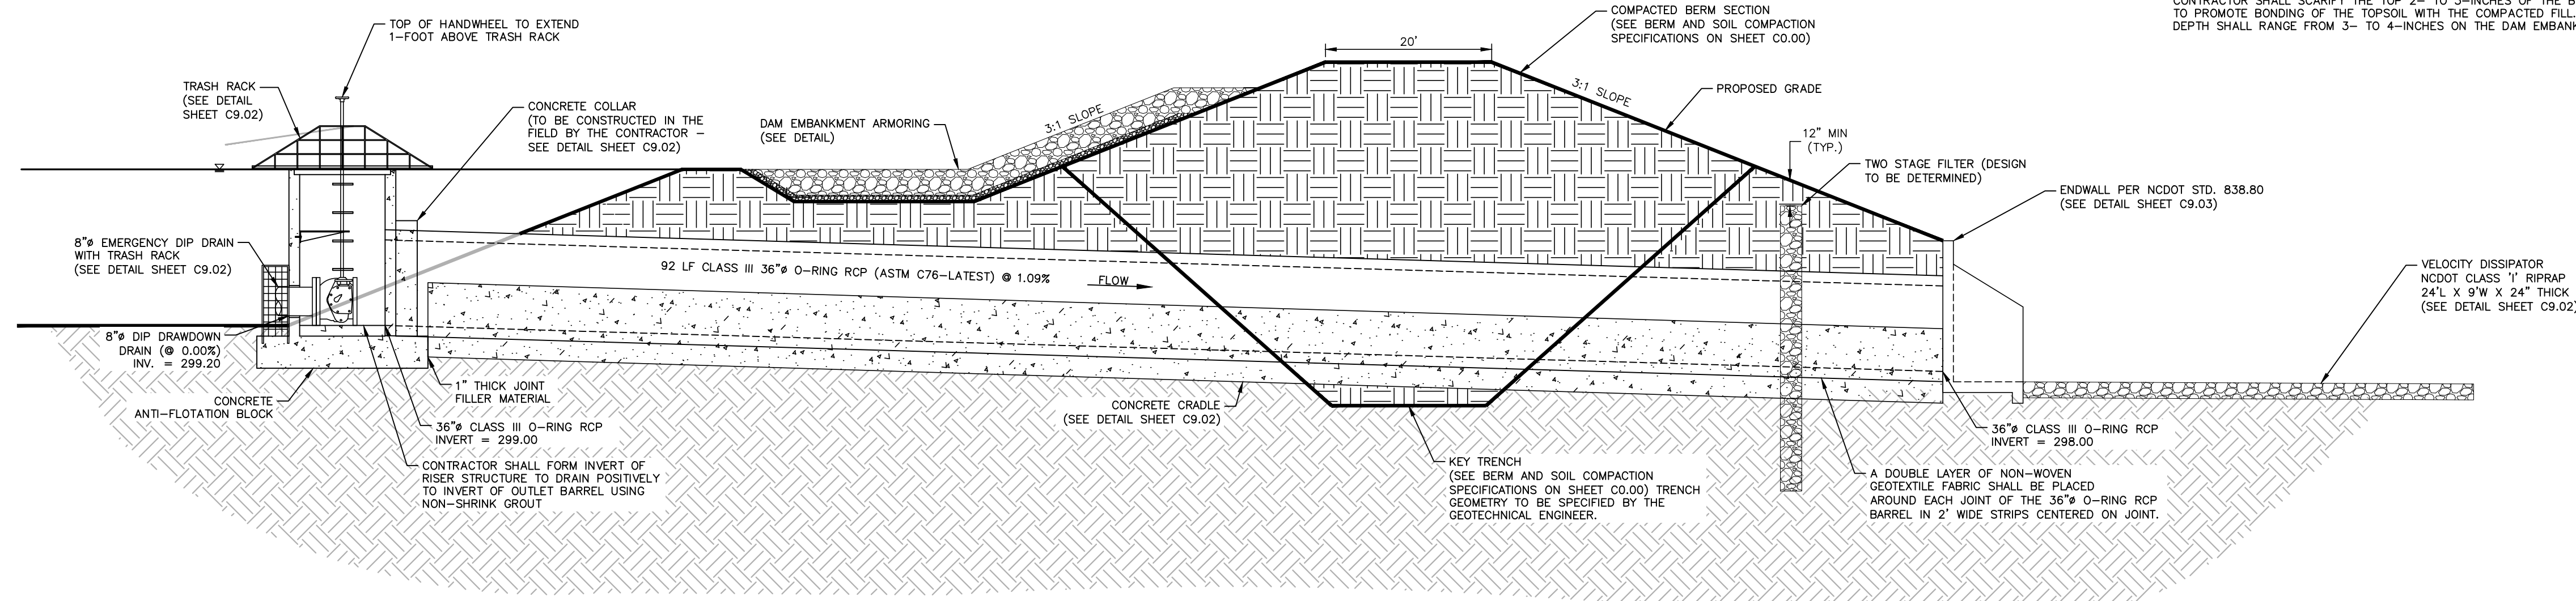 CONTRACTOR SHALL SCARIFY THE TOP 2- TO 3-INCHES OF THE
TO PROMOTE BONDING OF THE TOPSOIL WITH THE COMPACTED FILL.
DEPTH SHALL RANGE FROM 3- TO 4-INCHES ON THE DAM
TOP OF HANDWHEEL TO EXTEND
1-FOOT ABOVE TRASH RACK
TRASH RACK
(SEE DETAIL
SHEET C9.02)
CONCRETE COLLAR
(TO BE CONSTRUCTED IN THE
FIELD BY THE CONTRACTOR -
SEE DETAIL SHEET C9.02)
DAM EMBANKMENT ARMORING
(SEE DETAIL)
3:1 SLOPE
20'
COMPACTED BERM SECTION
(SEE BERM AND SOIL COMPACTION
SPECIFICATIONS ON SHEET C0.00)
3:1 SLOPE
PROPOSED GRADE
12" MIN
(TYP.)
TWO STAGE FILTER (DESIGN
TO BE DETERMINED)
ENDWALL PER NCDOT STD. 838.80
(SEE DETAIL SHEET C9.03)
8"ø EMERGENCY DIP DRAIN
WITH TRASH RACK
(SEE DETAIL SHEET C9.02)
92 LF CLASS III 36"ø O-RING RCP (ASTM C76-LATEST) @ 1.09%
FLOW
VELOCITY DISSIPATOR
NCDOT CLASS 'I' RIPRAP
24'L X 9'W X 24" THICK
(SEE DETAIL SHEET C9.02)
8"ø DIP DRAWDOWN
DRAIN (@ 0.00%)
INV. = 299.20
CONCRETE
ANTI-FLOTATION BLOCK
1" THICK JOINT
FILLER MATERIAL
36"ø CLASS III O-RING RCP
INVERT = 299.00
CONTRACTOR SHALL FORM INVERT OF
RISER STRUCTURE TO DRAIN POSITIVELY
TO INVERT OF OUTLET BARREL USING
NON-SHRINK GROUT
CONCRETE CRADLE
(SEE DETAIL SHEET C9.02)
KEY TRENCH
(SEE BERM AND SOIL COMPACTION
SPECIFICATIONS ON SHEET C0.00) TRENCH
GEOMETRY TO BE SPECIFIED BY THE
GEOTECHNICAL ENGINEER.
36"ø CLASS III O-RING RCP
INVERT = 298.00
A DOUBLE LAYER OF NON-WOVEN
GEOTEXTILE FABRIC SHALL BE PLACED
AROUND EACH JOINT OF THE 36"ø O-RING RCP
BARREL IN 2' WIDE STRIPS CENTERED ON JOINT.